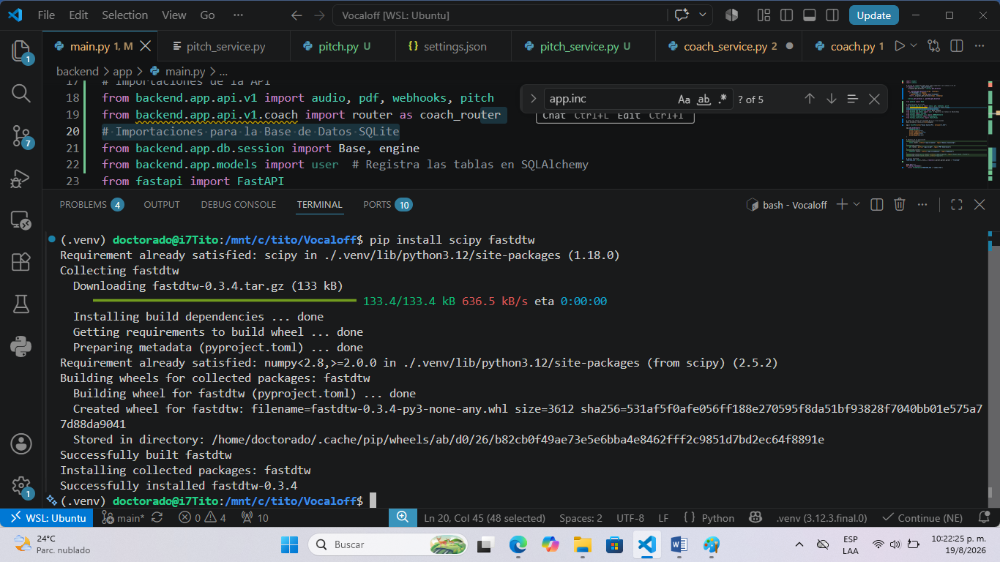 File Edit Selection View Go ··· Vocaloff [WSL: Ubuntu] Update
main.py 1, M pitch_service.py pitch.py U settings.json pitch_service.py U coach_service.py 2 coach.py 1
backend > app > main.py > ...
17 # Importaciones de la API
18 from backend.app.api.v1 import audio, pdf, webhooks, pitch
app.inc Aa ab .* ? of 5
19 from backend.app.api.v1.coach import router as coach_router
Chat Ctrl+L Edit Ctrl+I
20 # Importaciones para la Base de Datos SQLite
21 from backend.app.db.session import Base, engine
22 from backend.app.models import user # Registra las tablas en SQLAlchemy
23 from fastapi import FastAPI
PROBLEMS 4 OUTPUT DEBUG CONSOLE TERMINAL PORTS 10 bash - Vocaloff
(.venv) doctorado@i7Tito:/mnt/c/tito/Vocaloff$ pip install scipy fastdtw
Requirement already satisfied: scipy in ./.venv/lib/python3.12/site-packages (1.18.0)
Collecting fastdtw
Downloading fastdtw-0.3.4.tar.gz (133 kB)
133.4/133.4 kB 636.5 kB/s eta 0:00:00
Installing build dependencies ... done
Getting requirements to build wheel ... done
Preparing metadata (pyproject.toml) ... done
Requirement already satisfied: numpy<2.8,>=2.0.0 in ./.venv/lib/python3.12/site-packages (from scipy) (2.5.2)
Building wheels for collected packages: fastdtw
Building wheel for fastdtw (pyproject.toml) ... done
Created wheel for fastdtw: filename=fastdtw-0.3.4-py3-none-any.whl size=3612 sha256=531af5f0afe056ff188e270595f8da51bf93828f7040bb01e575a7
7d88da9041
Stored in directory: /home/doctorado/.cache/pip/wheels/ab/d0/26/b82cb0f49ae73e5e6bba4e8462fff2c9851d7bd2ec64f8891e
Successfully built fastdtw
Installing collected packages: fastdtw
Successfully installed fastdtw-0.3.4
(.venv) doctorado@i7Tito:/mnt/c/tito/Vocaloff$
WSL: Ubuntu main* 0 4 10 Ln 20, Col 45 (48 selected) Spaces: 2 UTF-8 LF { } Python .venv (3.12.3.final.0) Continue (NE)
1
7
1
24°C
Parc. nublado
Buscar
ESP
LAA
10:22:25 p. m.
19/8/2026